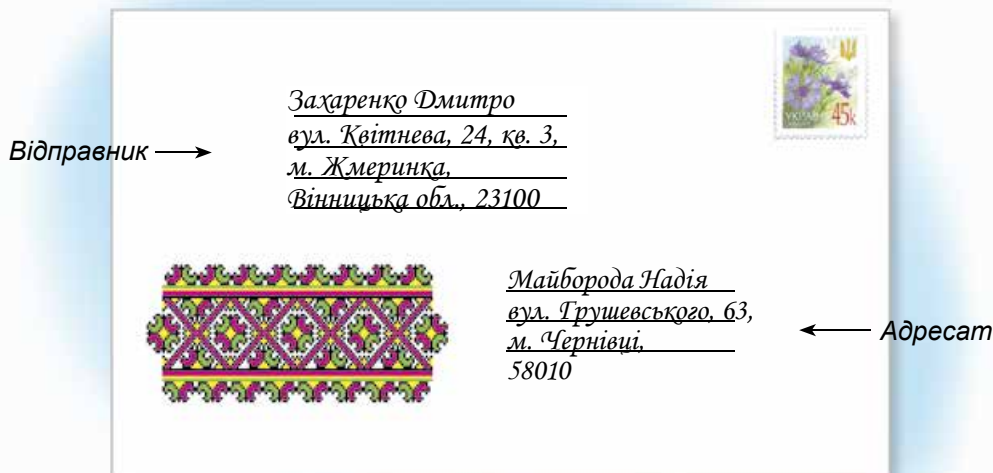 Відправник
Захаренко Дмитро
вул. Квітнева, 24, кв. 3,
м. Жмеринка,
Вінницька обл., 23100
45к
Майборода Надія
вул. Грушевського, 63,
м. Чернівці,
58010
Адресат